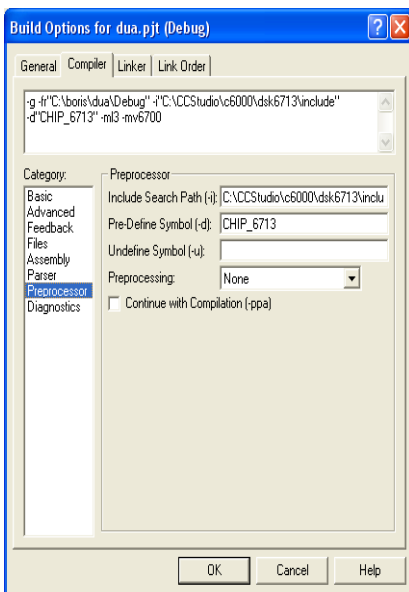 Build Options for dua.pjt (Debug)
General Compiler Linker Link Order
-g -fr"C:\boris\dua\Debug" -i"C:\CCStudio\c6000\dsk6713\include"
-d"CHIP_6713" -ml3 -mv6700
Category:
Basic
Advanced
Feedback
Files
Assembly
Parser
Preprocessor
Diagnostics
Preprocessor
Include Search Path (-i): C:\CCStudio\c6000\dsk6713\inclu
Pre-Define Symbol (-d): CHIP_6713
Undefine Symbol (-u):
Preprocessing: None
Continue with Compilation (-ppa)
OK Cancel Help